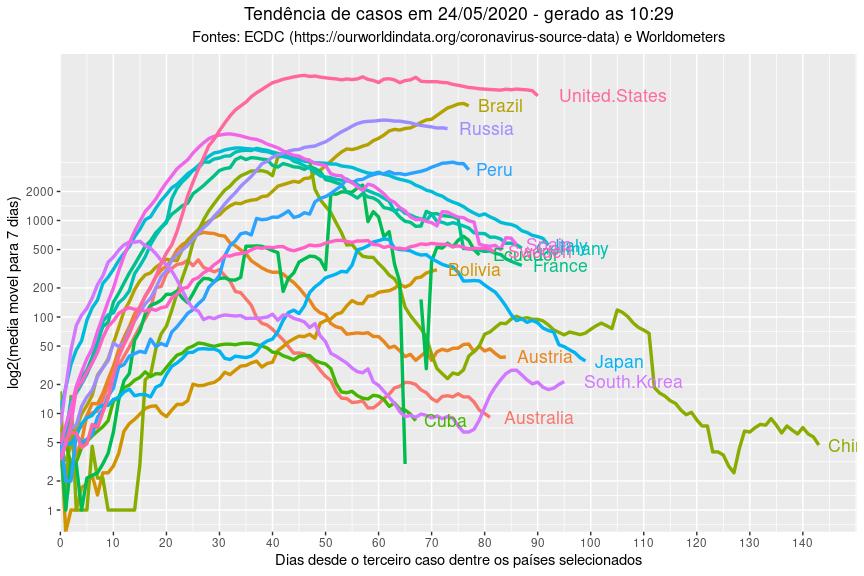 Tendência de casos em 24/05/2020 - gerado as 10:29
Fontes: ECDC (https://ourworldindata.org/coronavirus-source-data) e Worldometers
log2(media movel para 7 dias)
2000
1000
500
200
100
50
20
10
5
2
1
United.States
Brazil
Russia
Peru
Spain
Italy
Sweden
Ecuador
France
Bolivia
Austria
Japan
South.Korea
Cuba
Australia
Chi
0 10 20 30 40 50 60 70 80 90 100 110 120 130 140
Dias desde o terceiro caso dentre os países selecionados